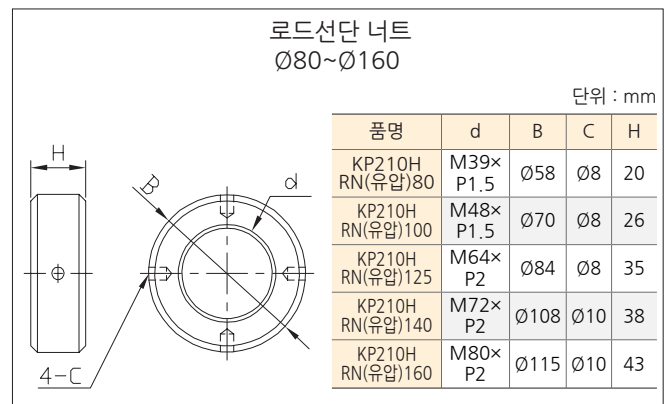 로드선단 너트
Ø80~Ø160
단위 : mm
H
B
d
4-C
품명 d B C H
KP210H RN(유압)80 M39× P1.5 Ø58 Ø8 20
KP210H RN(유압)100 M48× P1.5 Ø70 Ø8 26
KP210H RN(유압)125 M64× P2 Ø84 Ø8 35
KP210H RN(유압)140 M72× P2 Ø108 Ø10 38
KP210H RN(유압)160 M80× P2 Ø115 Ø10 43